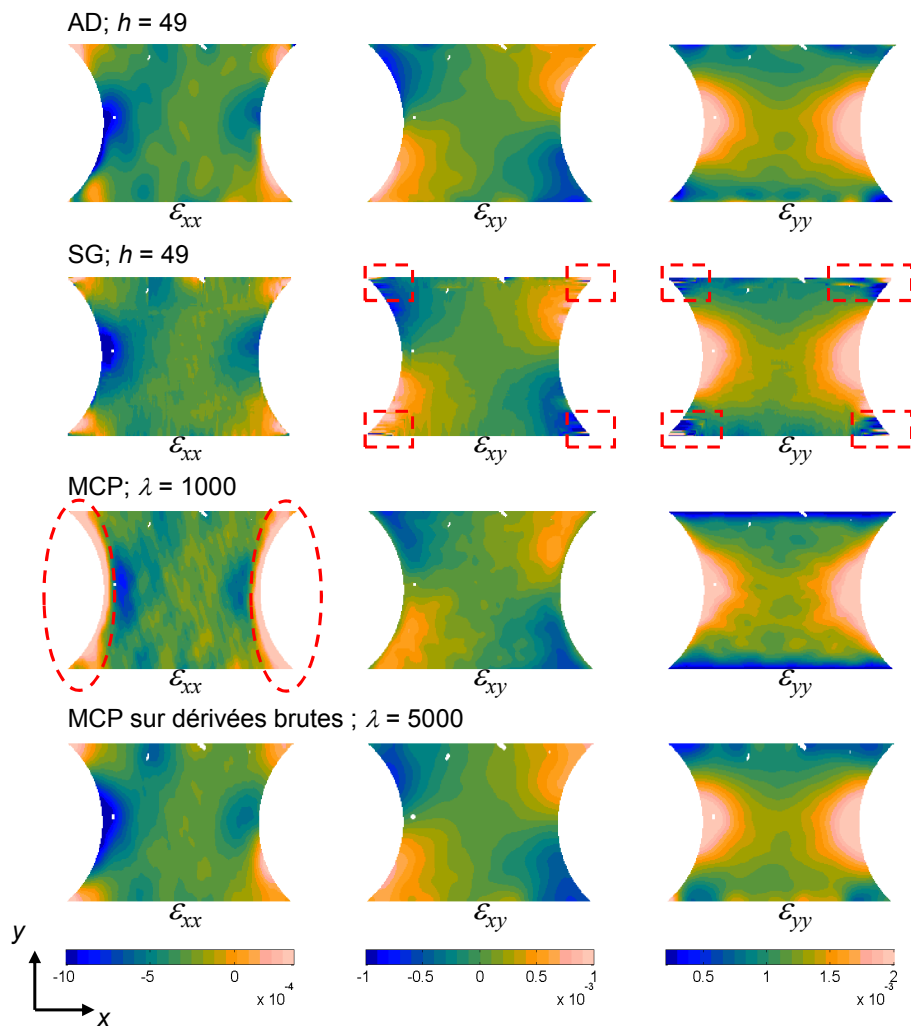 AD; h = 49
εxx εxy εyy
SG; h = 49
εxx εxy εyy
MCP; λ = 1000
εxx εxy εyy
MCP sur dérivées brutes ; λ = 5000
εxx εxy εyy
y
x
-10 -5 0
x 10⁻⁴
-1 -0.5 0 0.5 1
x 10⁻³
0.5 1 1.5 2
x 10⁻³